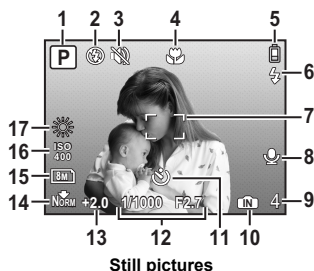 1 2 3 4 5
P
6
7
17
16 ISO 400
8
15 8M
14 NORM +2.0 1/1000 F2.7 IN 4 9
13 12 11 10
Still pictures